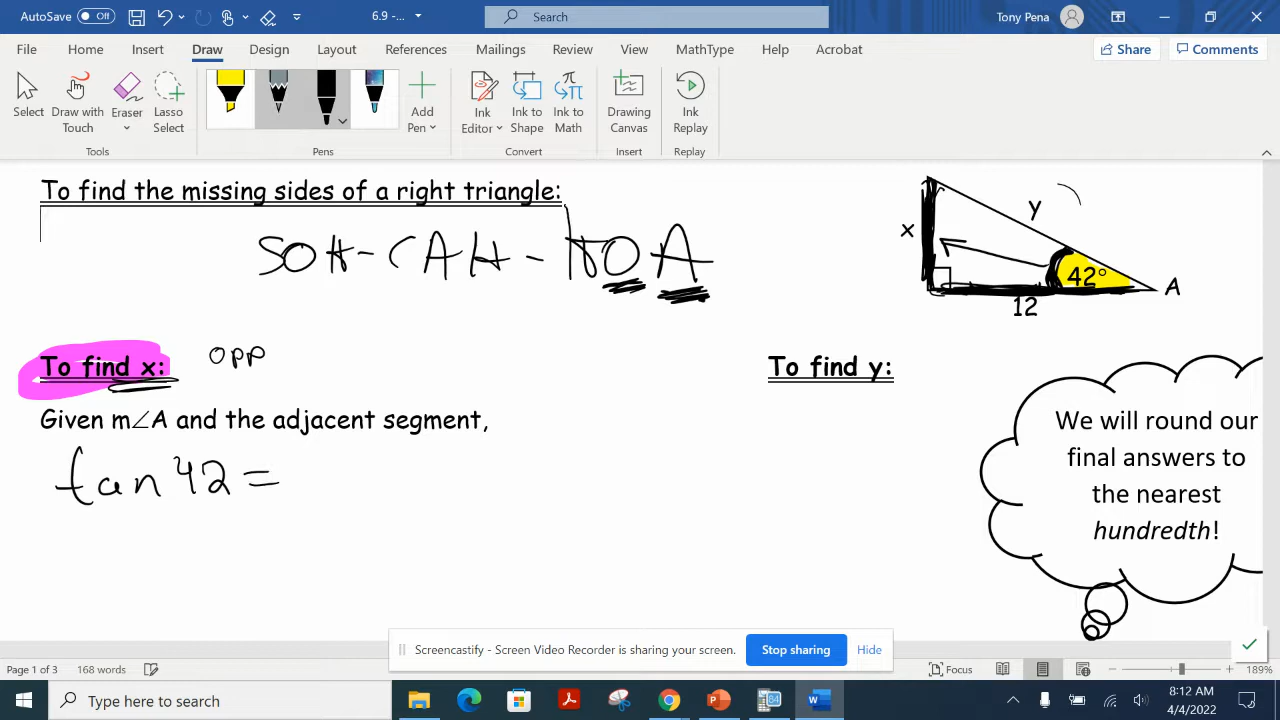 AutoSave Off 6.9 -... Search Tony Pena
File Home Insert Draw Design Layout References Mailings Review View MathType Help Acrobat Share Comments
Select Draw with Touch Eraser Lasso Select Add Pen Ink Editor Ink to Shape Ink to Math Drawing Canvas Ink Replay
Tools Pens Convert Insert Replay
To find the missing sides of a right triangle:
SOH-CAH-TOA
x
y
42°
A
12
To find x: opp
To find y:
Given m∠A and the adjacent segment,
tan 42 =
We will round our
final answers to
the nearest
hundredth!
Screencastify - Screen Video Recorder is sharing your screen. Stop sharing Hide
Page 1 of 3 168 words Focus 189%
Type here to search
8:12 AM
4/4/2022